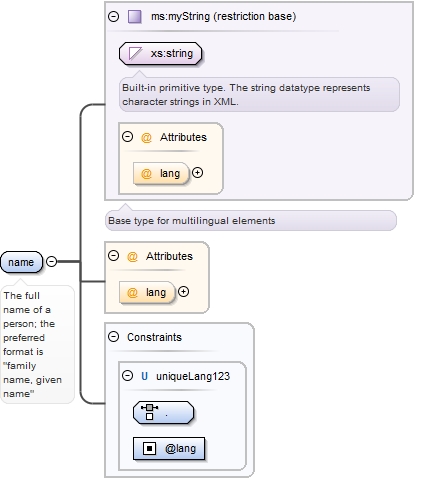 ms:myString (restriction base)
xs:string
Built-in primitive type. The string datatype represents
character strings in XML.
@ Attributes
@ lang
Base type for multilingual elements
name
The full
name of a
person; the
preferred
format is
"family
name, given
name"
@ Attributes
@ lang
Constraints
U uniqueLang123
.
@lang